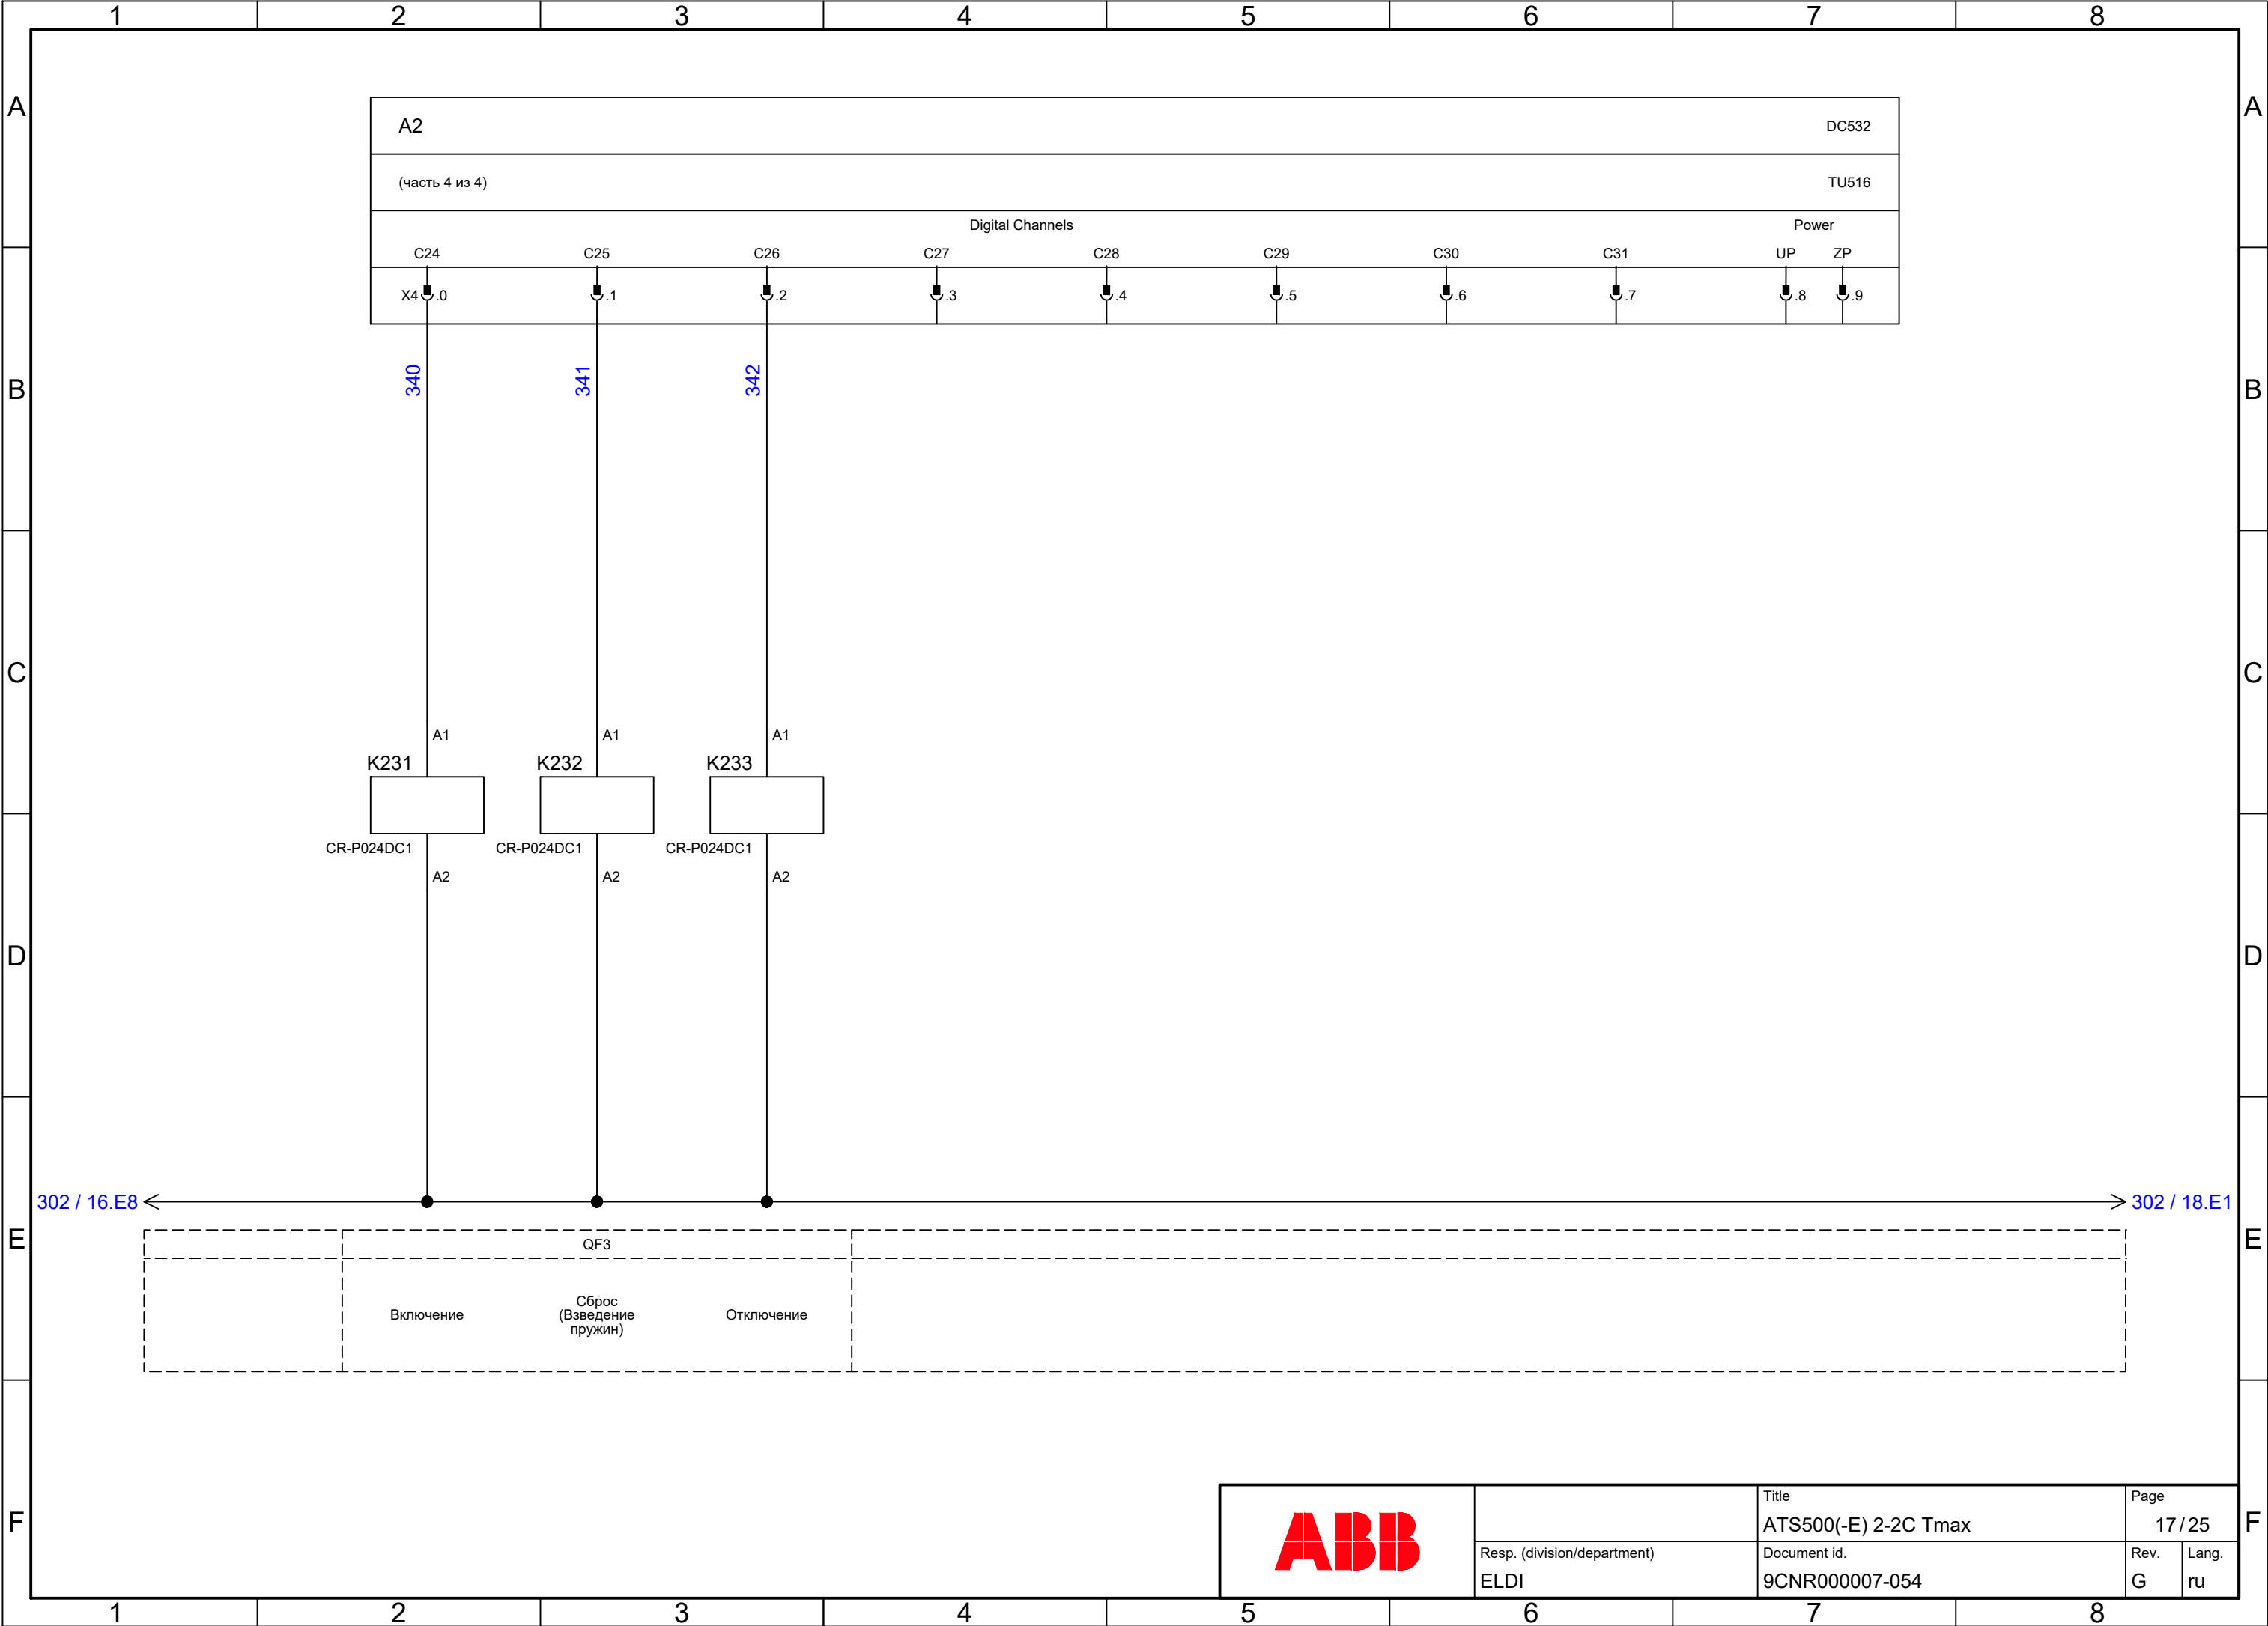 1 2 3 4 5 6 7 8
A A
A2 DC532
(часть 4 из 4) TU516
Digital Channels Power
C24 C25 C26 C27 C28 C29 C30 C31 UP ZP
X4 .0 .1 .2 .3 .4 .5 .6 .7 .8 .9
340 341 342
B B
C C
A1 A1 A1
K231 K232 K233
CR-P024DC1 CR-P024DC1 CR-P024DC1
A2 A2 A2
D D
302 / 16.E8 302 / 18.E1
E E
QF3
Включение
Сброс
(Взведение
пружин)
Отключение
F F
ABB
Title
ATS500(-E) 2-2C Tmax
Page
17 / 25
Resp. (division/department)
ELDI
Document id.
9CNR000007-054
Rev.
G
Lang.
ru
1 2 3 4 5 6 7 8